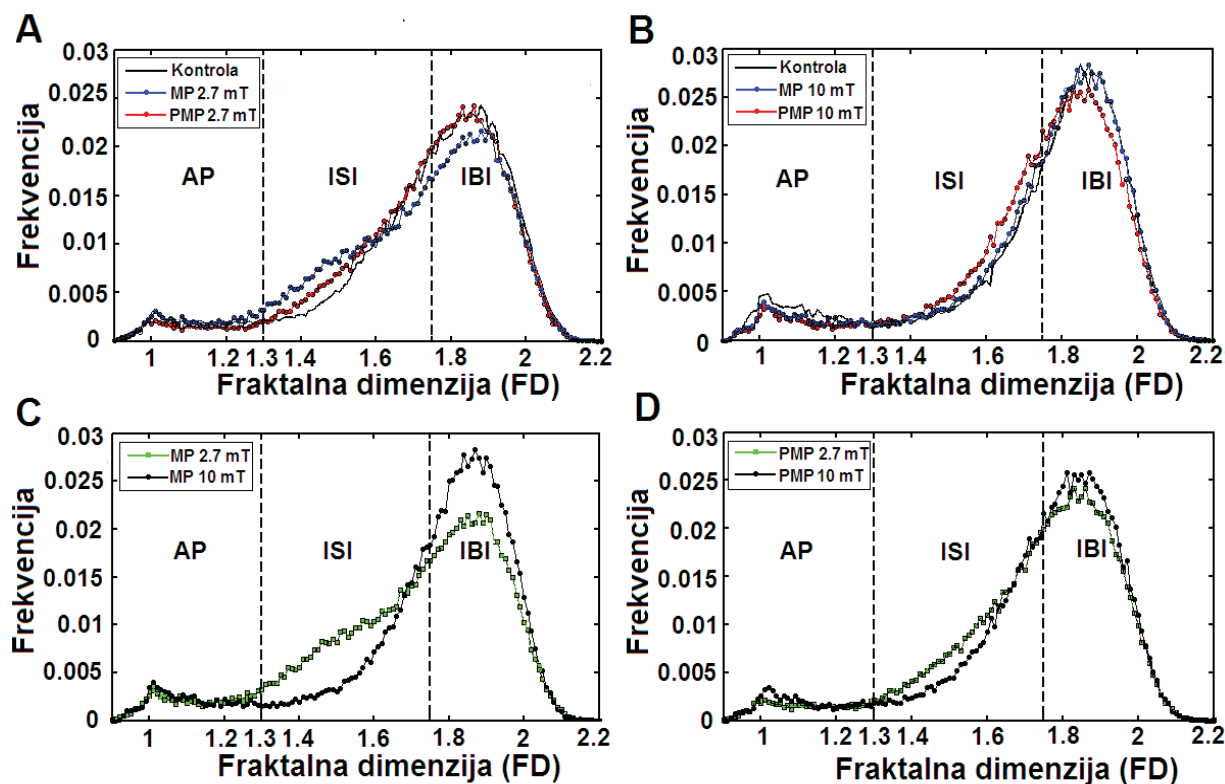 A
Frekvencija
0.03
0.025
0.02
0.015
0.01
0.005
0
Kontrola
MP 2.7 mT
PMP 2.7 mT
AP ISI IBI
1 1.2 1.3 1.4 1.6 1.8 2 2.2
Fraktalna dimenzija (FD)
B
Frekvencija
0.03
0.025
0.02
0.015
0.01
0.005
0
Kontrola
MP 10 mT
PMP 10 mT
AP ISI IBI
1 1.2 1.3 1.4 1.6 1.8 2 2.2
Fraktalna dimenzija (FD)
C
Frekvencija
0.03
0.025
0.02
0.015
0.01
0.005
0
MP 2.7 mT
MP 10 mT
AP ISI IBI
1 1.2 1.3 1.4 1.6 1.8 2 2.2
Fraktalna dimenzija (FD)
D
Frekvencija
0.03
0.025
0.02
0.015
0.01
0.005
0
PMP 2.7 mT
PMP 10 mT
AP ISI IBI
1 1.2 1.3 1.4 1.6 1.8 2 2.2
Fraktalna dimenzija (FD)